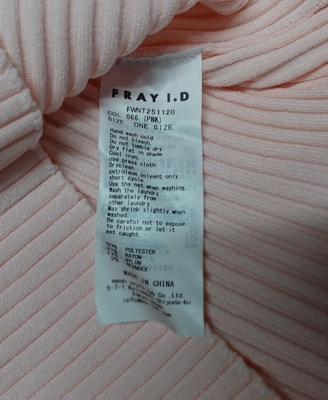 FRAY I.D
FWNT251120
COL 066 (PNK)
SIZE ONE SIZE
Hand wash cold
Do not bleach.
Do not tumble dry
Dry flat in shade
Cool iron.
use press cloth.
Dryclean.
petroleum solvent only.
short cycle
Use the net when washing.
Wash the laundry
separately from
other laundry
May shrink slightly when
washed.
Be careful not to expose
to friction or let it
get caught.
POLYESTER
RAYON
NYLON
SPANDEX
MADE IN CHINA
Co.,Ltd.